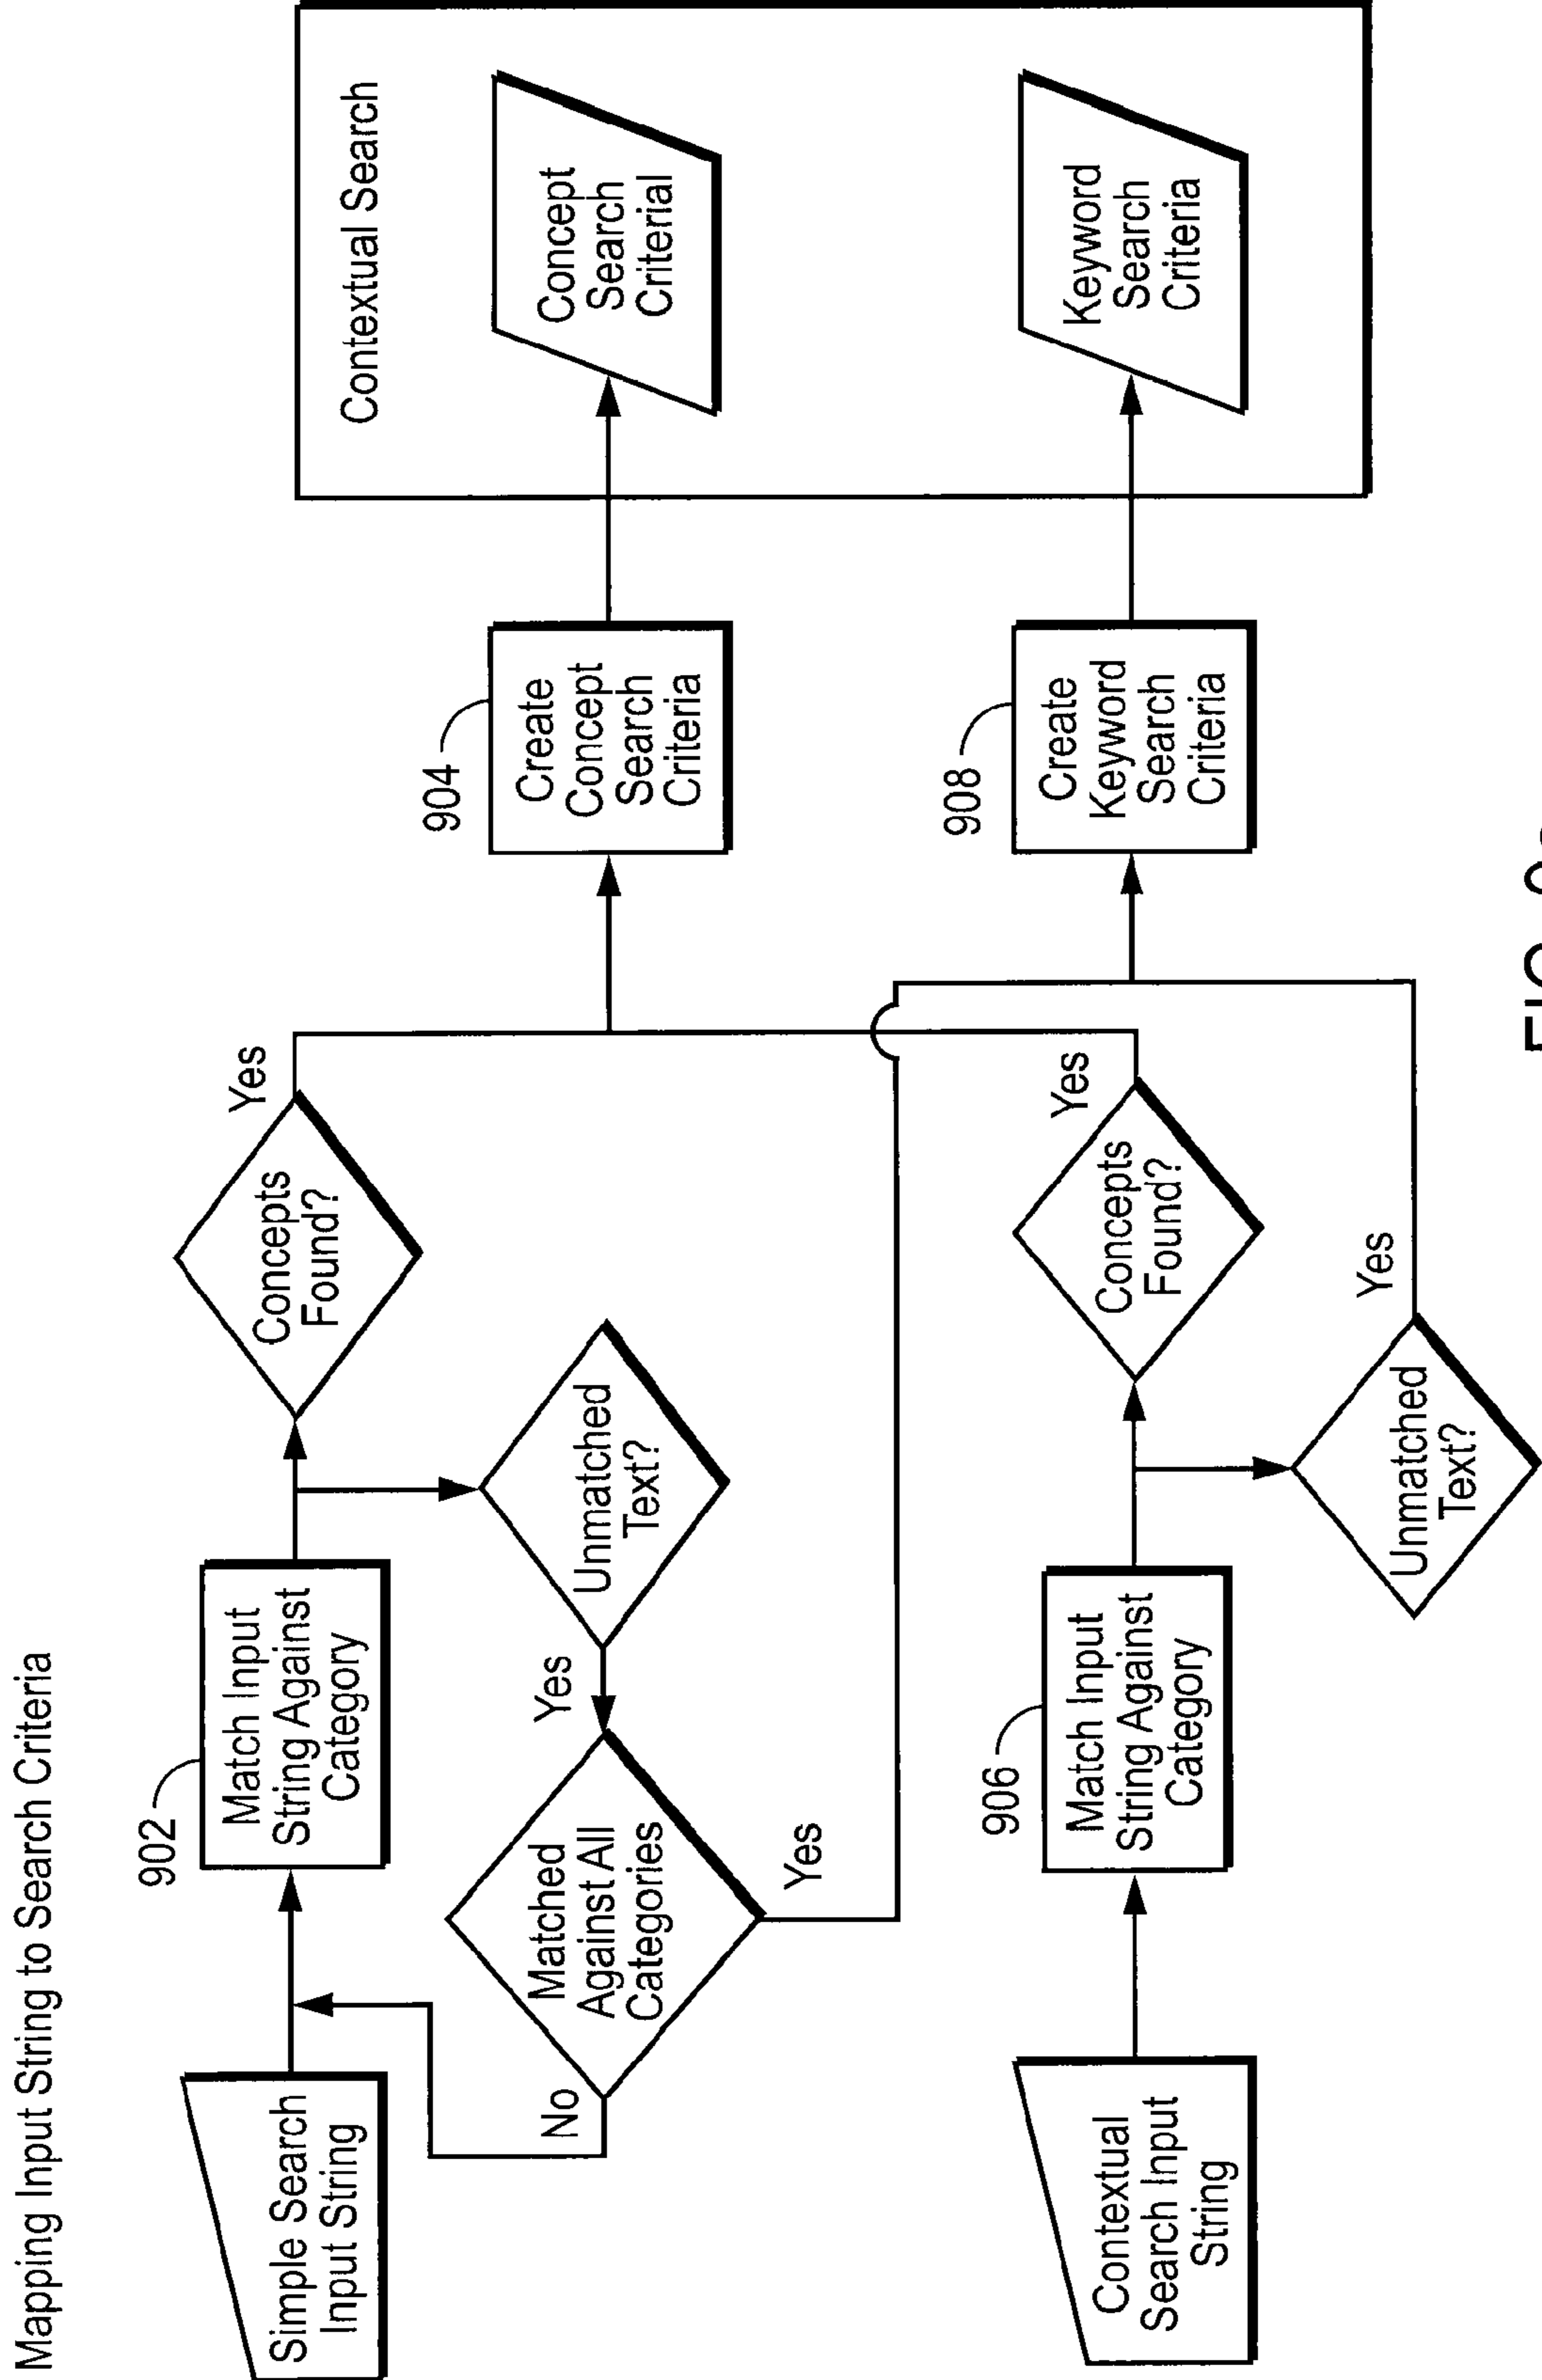 Mapping Input String to Search Criteria
Simple Search
Input String
902
Match Input
String Against
Category
Concepts
Found?
Yes
Unmatched
Text?
Yes
Matched
Against All
Categories
No
Yes
904
Create
Concept
Search
Criteria
Contextual Search
Concept
Search
Criterial
Contextual
Search Input
String
906
Match Input
String Against
Category
Concepts
Found?
Yes
Unmatched
Text?
Yes
908
Create
Keyword
Search
Criteria
Keyword
Search
Criteria